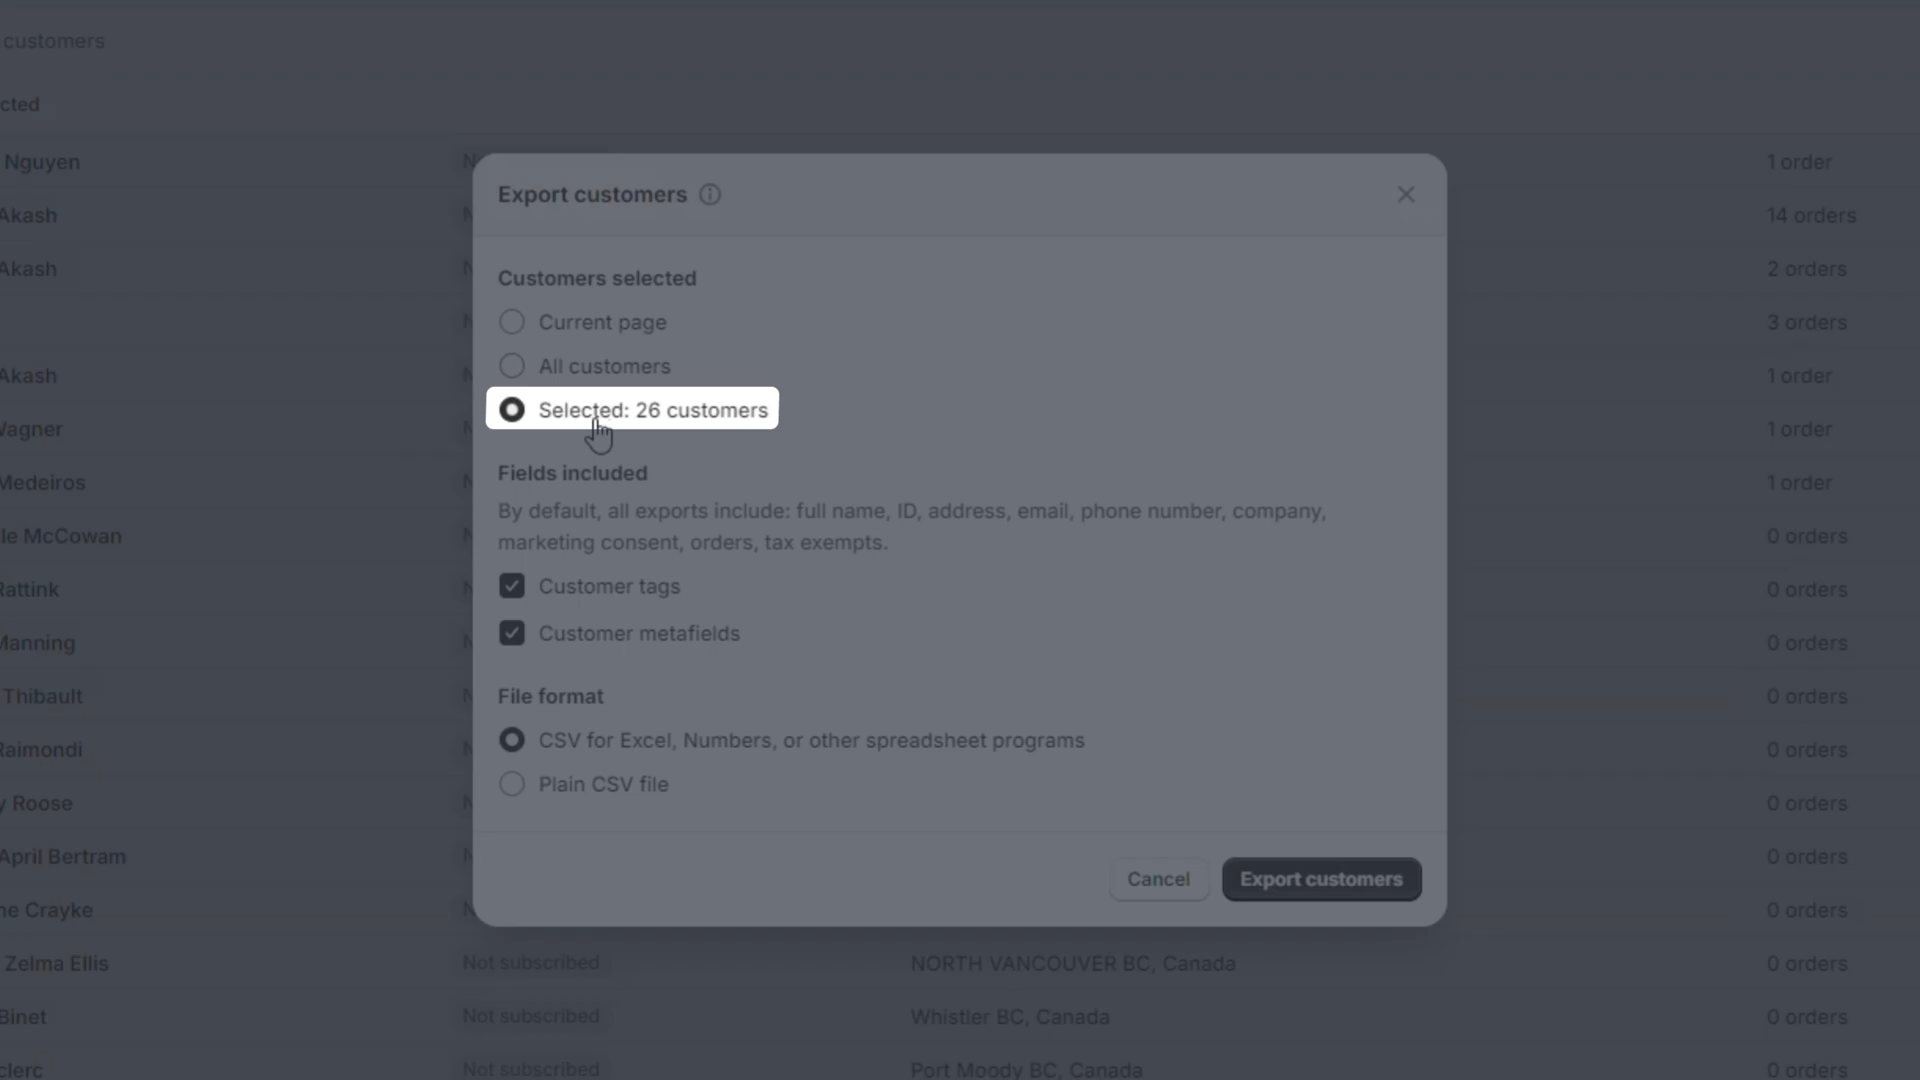 customers
cted
Nguyen 1 order
Akash 14 orders
Akash 2 orders
3 orders
Akash 1 order
Wagner 1 order
Medeiros 1 order
le McCowan 0 orders
Rattink 0 orders
Manning 0 orders
Thibault 0 orders
Raimondi 0 orders
y Roose 0 orders
April Bertram 0 orders
ne Crayke 0 orders
Zelma Ellis Not subscribed NORTH VANCOUVER BC, Canada 0 orders
Binet Not subscribed Whistler BC, Canada 0 orders
clerc Not subscribed Port Moody BC, Canada 0 orders
Export customers
Customers selected
Current page
All customers
Selected: 26 customers
Fields included
By default, all exports include: full name, ID, address, email, phone number, company,
marketing consent, orders, tax exempts.
Customer tags
Customer metafields
File format
CSV for Excel, Numbers, or other spreadsheet programs
Plain CSV file
Cancel
Export customers